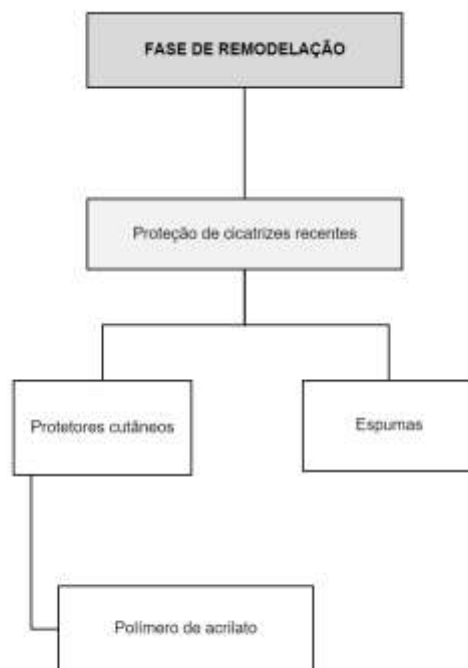 FASE DE REMODELAÇÃO
Proteção de cicatrizes recentes
Protetores cutâneos
Espumas
Polímero de acrilato